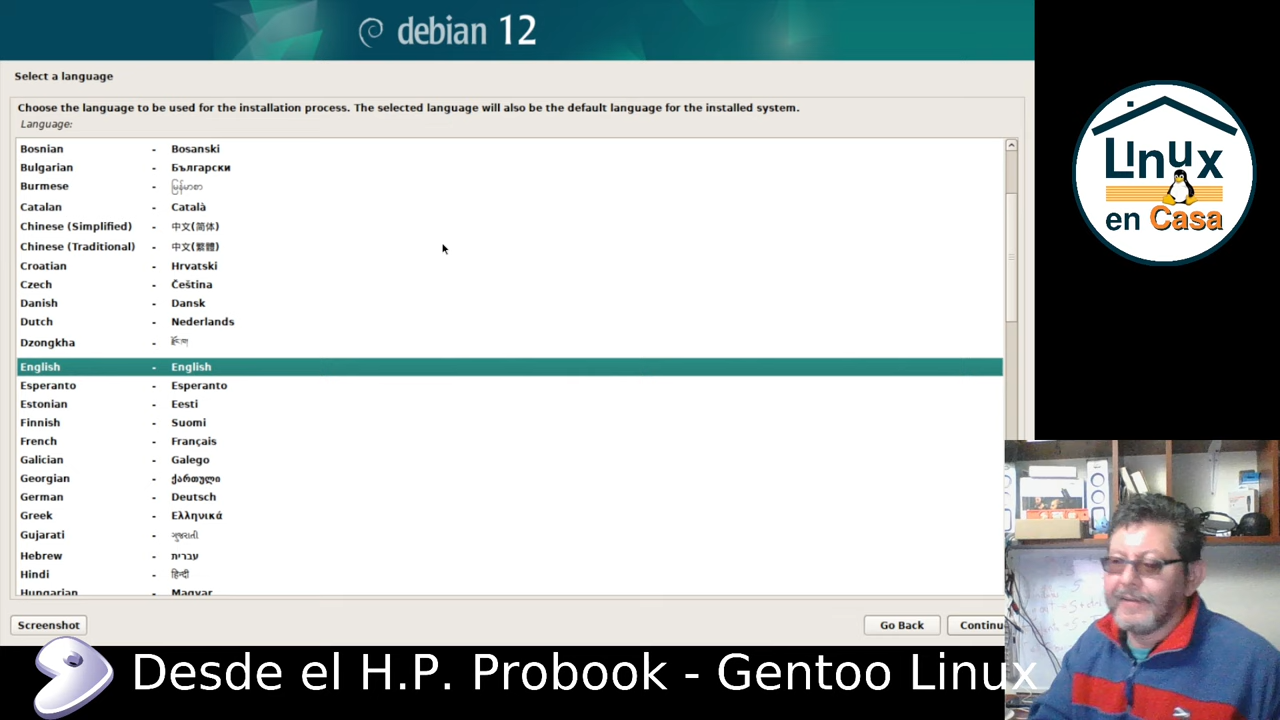 debian 12
Select a language
Choose the language to be used for the installation process. The selected language will also be the default language for the installed system.
Language:
Bosnian - Bosanski
Bulgarian - Български
Burmese - မြန်မာစာ
Catalan - Català
Chinese (Simplified) - 中文(简体)
Chinese (Traditional) - 中文(繁體)
Croatian - Hrvatski
Czech - Čeština
Danish - Dansk
Dutch - Nederlands
Dzongkha - རྫོང་ཁ།
English - English
Esperanto - Esperanto
Estonian - Eesti
Finnish - Suomi
French - Français
Galician - Galego
Georgian - ქართული
German - Deutsch
Greek - Ελληνικά
Gujarati - ગુજરાતી
Hebrew - עברית
Hindi - हिन्दी
Hungarian - Magyar
Screenshot
Go Back
Continu
Linux
en Casa
Desde el H.P. Probook - Gentoo Linux